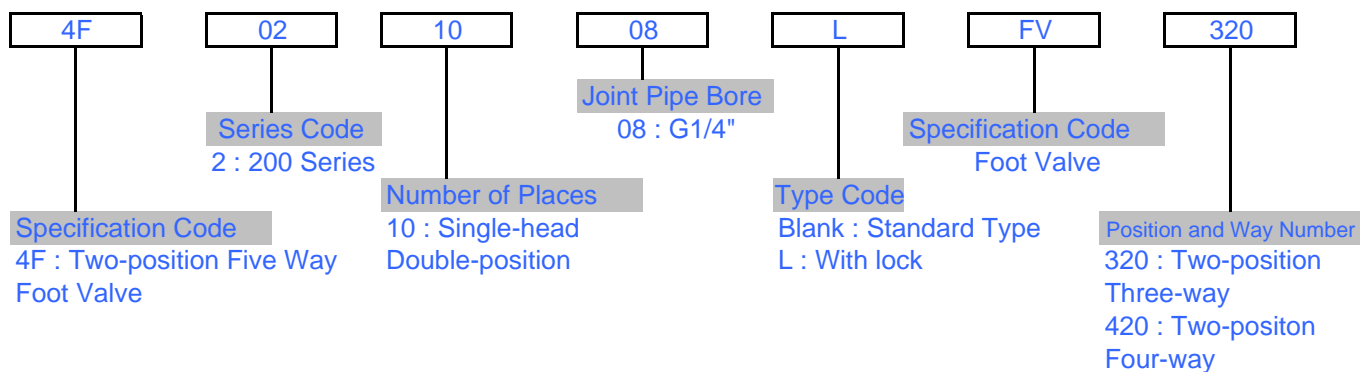 4F 02 10 08 L FV 320
Joint Pipe Bore
08 : G1/4"
Series Code
2 : 200 Series
Specification Code
Foot Valve
Number of Places
10 : Single-head
Double-position
Type Code
Blank : Standard Type
L : With lock
Specification Code
4F : Two-position Five Way
Foot Valve
Position and Way Number
320 : Two-position
Three-way
420 : Two-positon
Four-way